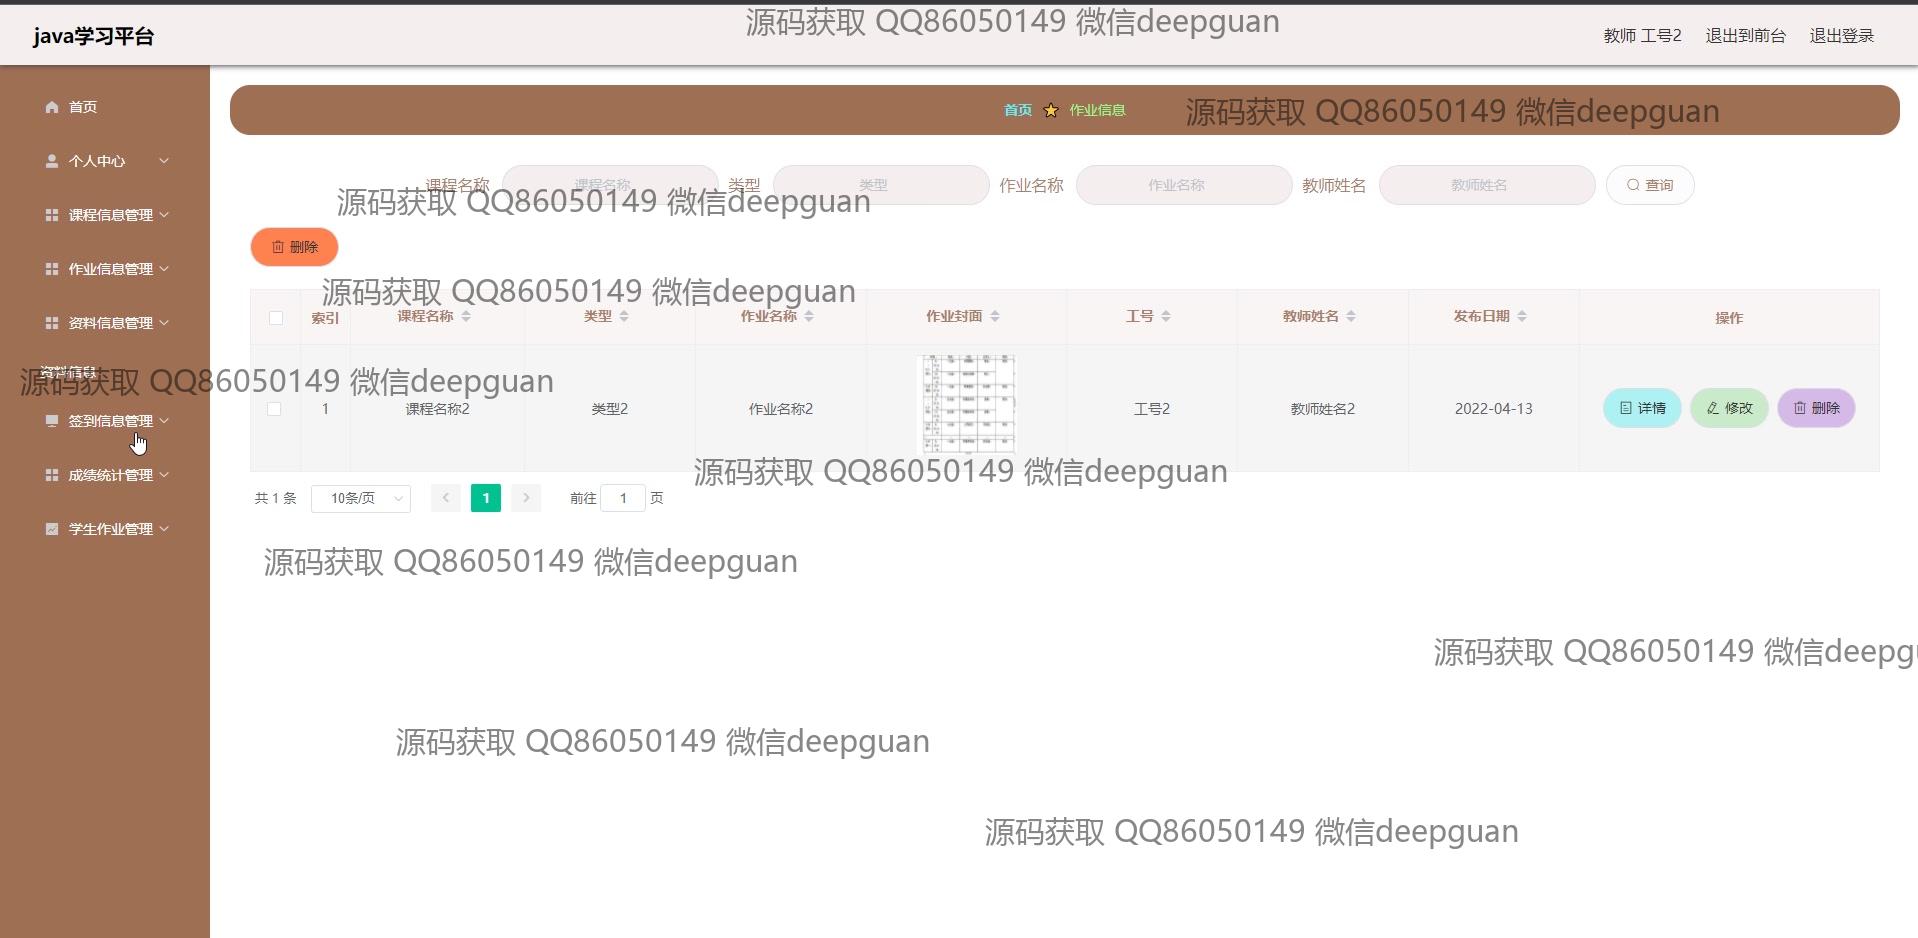 源码获取 QQ86050149 微信deepguan
java学习平台
教师 工号2 退出到前台 退出登录
首页
个人中心
课程信息管理
作业信息管理
资料信息管理
资料信息
签到信息管理
成绩统计管理
学生作业管理
首页 作业信息
源码获取 QQ86050149 微信deepguan
课程名称 课程名称 类型 类型 作业名称 作业名称 教师姓名 教师姓名 查询
源码获取 QQ86050149 微信deepguan
删除
源码获取 QQ86050149 微信deepguan
索引 课程名称 类型 作业名称 作业封面 工号 教师姓名 发布日期 操作
源码获取 QQ86050149 微信deepguan
1 课程名称2 类型2 作业名称2 工号2 教师姓名2 2022-04-13 详情 修改 删除
源码获取 QQ86050149 微信deepguan
共 1 条 10条/页 1 前往 1 页
源码获取 QQ86050149 微信deepguan
源码获取 QQ86050149 微信deepg
源码获取 QQ86050149 微信deepguan
源码获取 QQ86050149 微信deepguan